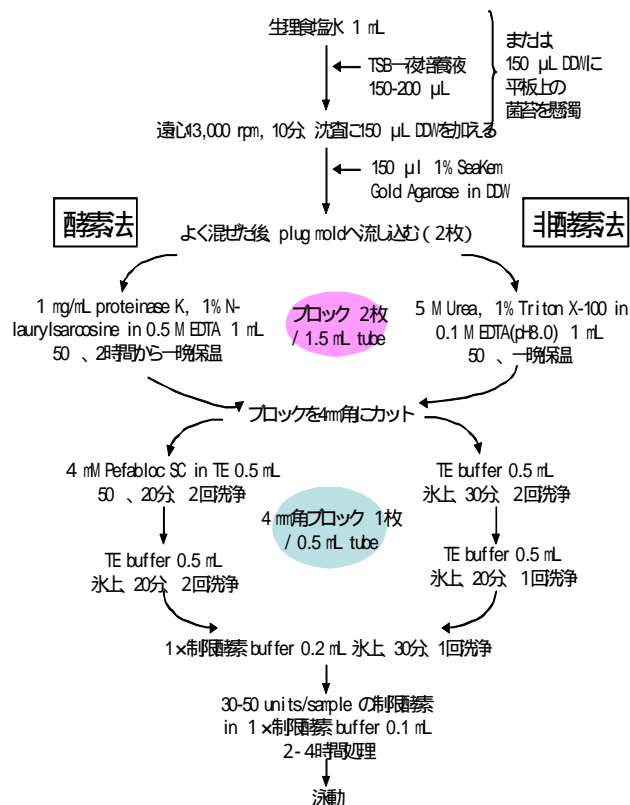 生理食塩水 1 mL
TSB一夜培養液
150-200 μL
または、
150 μL DDWに
平板上の
菌苔を懸濁
遠心13,000 rpm, 10分、沈査に150 μL DDWを加える
150 μl 1% SeaKem
Gold Agarose in DDW
酵素法
非酵素法
よく混ぜた後、plug moldへ流し込む(2枚)
1 mg/mL proteinase K, 1% N-
laurylsarcosine in 0.5 M EDTA 1 mL
50 、2時間から一晩保温
ブロック 2枚
/ 1.5 mL tube
5 M Urea, 1% Triton X-100 in
0.1 M EDTA(pH8.0) 1 mL
50 、一晩保温
ブロックを4mm角にカット
4 mM Pefabloc SC in TE 0.5 mL
50 、20分、2回洗浄
TE buffer 0.5 mL
氷上、30分、2回洗浄
4 mm角ブロック 1枚
/ 0.5 mL tube
TE buffer 0.5 mL
氷上、20分、2回洗浄
TE buffer 0.5 mL
氷上、20分、1回洗浄
1×制限酵素 buffer 0.2 mL 氷上、30分、1回洗浄
30-50 units/sample の制限酵素
in 1×制限酵素 buffer 0.1 mL
2-4時間処理
泳動